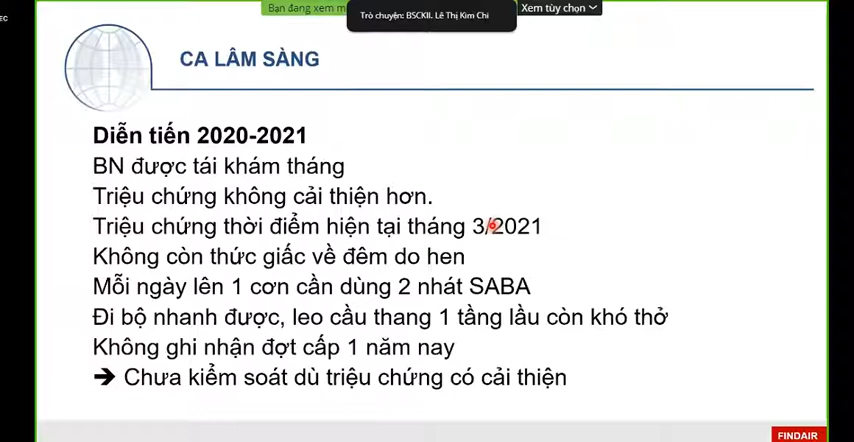 EC
Bạn đang xem m
Trò chuyện: BSCKII. Lê Thị Kim Chi
Xem tùy chọn
CA LÂM SÀNG
Diễn tiến 2020-2021
BN được tái khám tháng
Triệu chứng không cải thiện hơn.
Triệu chứng thời điểm hiện tại tháng 3/2021
Không còn thức giấc về đêm do hen
Mỗi ngày lên 1 cơn cần dùng 2 nhát SABA
Đi bộ nhanh được, leo cầu thang 1 tầng lầu còn khó thở
Không ghi nhận đợt cấp 1 năm nay
➔ Chưa kiểm soát dù triệu chứng có cải thiện
FINDAIR